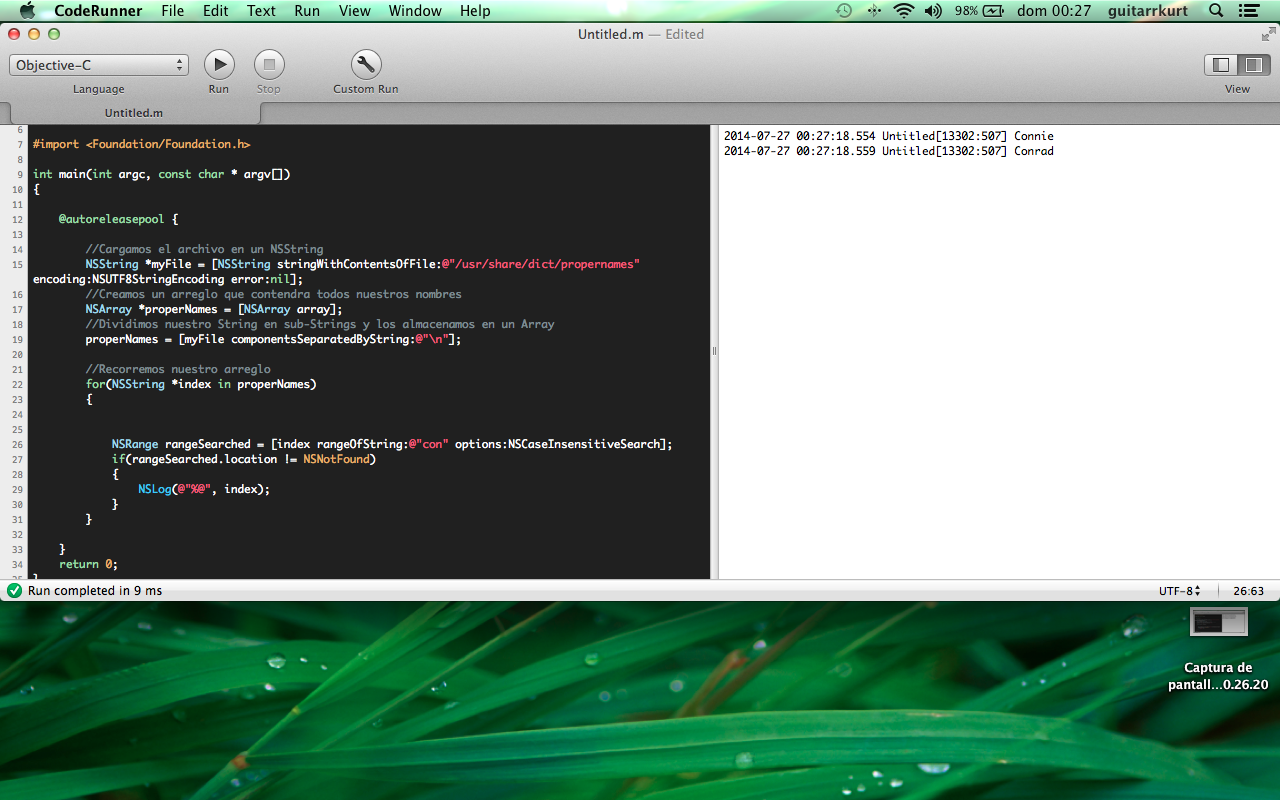 CodeRunner File Edit Text Run View Window Help 98% dom 00:27 guitarrkurt
Untitled.m — Edited
Objective-C
Language Run Stop Custom Run View
Untitled.m
6
7 #import <Foundation/Foundation.h>
8
9 int main(int argc, const char * argv[])
10 {
11
12 @autoreleasepool {
13
14 //Cargamos el archivo en un NSString
15 NSString *myFile = [NSString stringWithContentsOfFile:@"/usr/share/dict/propernames"
encoding:NSUTF8StringEncoding error:nil];
16 //Creamos un arreglo que contendra todos nuestros nombres
17 NSArray *properNames = [NSArray array];
18 //Dividimos nuestro String en sub-Strings y los almacenamos en un Array
19 properNames = [myFile componentsSeparatedByString:@"\n"];
20
21 //Recorremos nuestro arreglo
22 for(NSString *index in properNames)
23 {
24
25
26 NSRange rangeSearched = [index rangeOfString:@"con" options:NSCaseInsensitiveSearch];
27 if(rangeSearched.location != NSNotFound)
28 {
29 NSLog(@"%@", index);
30 }
31 }
32
33 }
34 return 0;
35 }
2014-07-27 00:27:18.554 Untitled[13302:507] Connie
2014-07-27 00:27:18.559 Untitled[13302:507] Conrad
Run completed in 9 ms
UTF-8 26:63
Captura de
pantall...0.26.20